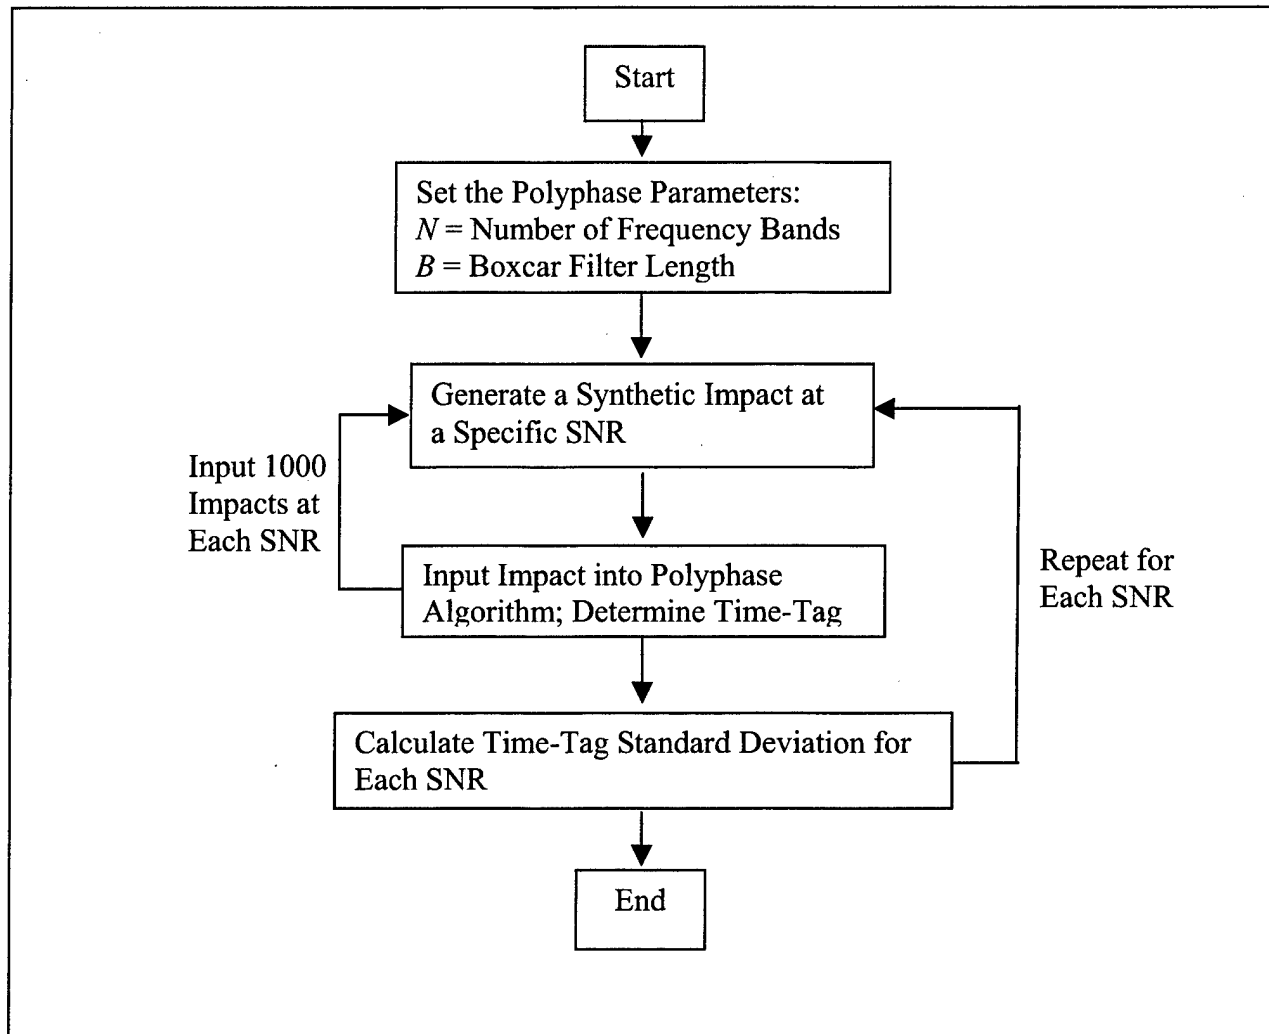 Start
Set the Polyphase Parameters:
N = Number of Frequency Bands
B = Boxcar Filter Length
Generate a Synthetic Impact at
a Specific SNR
Input 1000
Impacts at
Each SNR
Input Impact into Polyphase
Algorithm; Determine Time-Tag
Repeat for
Each SNR
Calculate Time-Tag Standard Deviation for
Each SNR
End